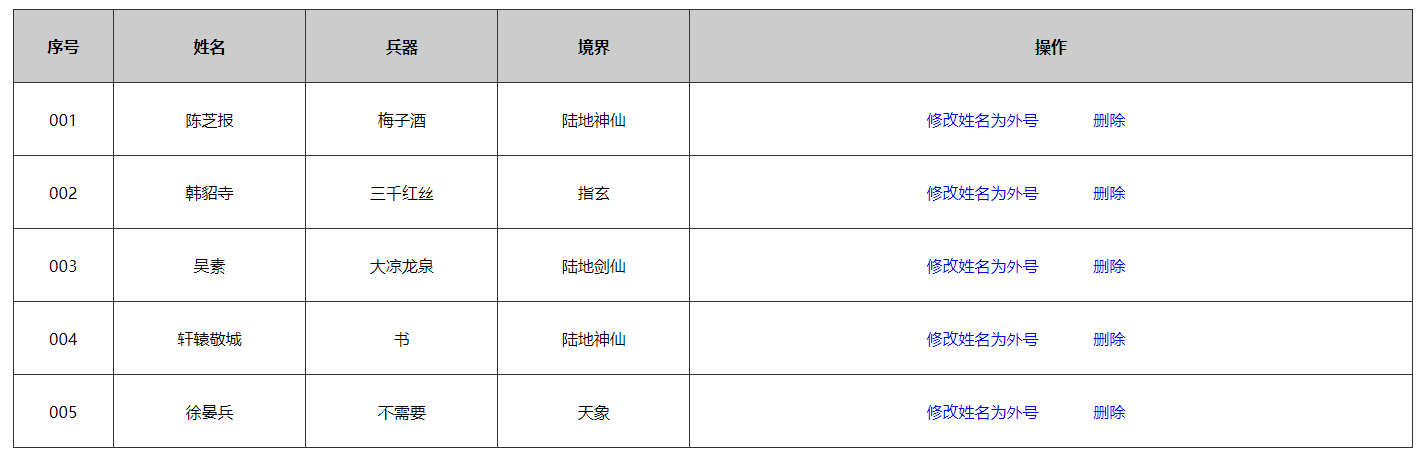 序号 姓名 兵器 境界 操作
001 陈芝报 梅子酒 陆地神仙 修改姓名为外号 删除
002 韩貂寺 三千红丝 指玄 修改姓名为外号 删除
003 吴素 大凉龙泉 陆地剑仙 修改姓名为外号 删除
004 轩辕敬城 书 陆地神仙 修改姓名为外号 删除
005 徐晏兵 不需要 天象 修改姓名为外号 删除